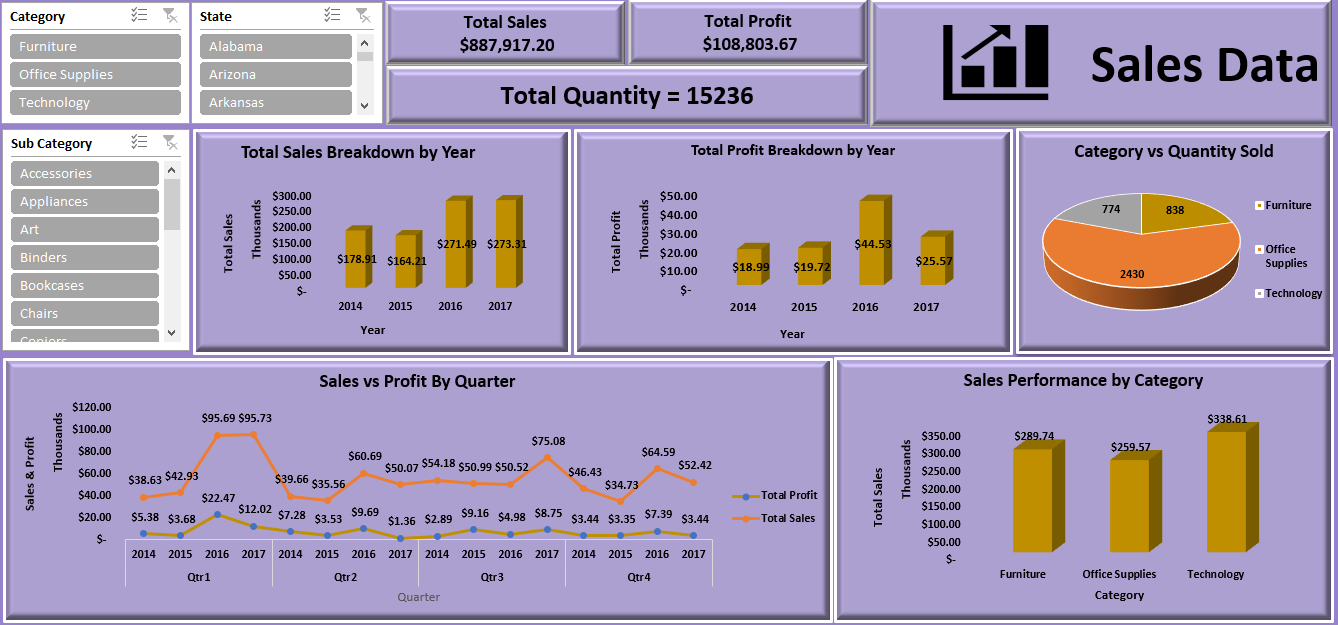 Category
Furniture
Office Supplies
Technology
State
Alabama
Arizona
Arkansas
Total Sales
$887,917.20
Total Profit
$108,803.67
Total Quantity = 15236
Sales Data
Sub Category
Accessories
Appliances
Art
Binders
Bookcases
Chairs
Copiers
Total Sales Breakdown by Year
Total Sales
Thousands
$300.00
$250.00
$200.00
$150.00
$100.00
$50.00
$-
$178.91
$164.21
$271.49
$273.31
2014
2015
2016
2017
Year
Total Profit Breakdown by Year
Total Profit
Thousands
$50.00
$40.00
$30.00
$20.00
$10.00
$-
$18.99
$19.72
$44.53
$25.57
2014
2015
2016
2017
Year
Category vs Quantity Sold
774
838
2430
Furniture
Office
Supplies
Technology
Sales vs Profit By Quarter
Sales & Profit
Thousands
$120.00
$100.00
$80.00
$60.00
$40.00
$20.00
$-
$38.63 $42.93 $95.69 $95.73 $39.66 $35.56 $60.69 $50.07 $54.18 $50.99 $50.52 $75.08 $46.43 $34.73 $64.59 $52.42
$5.38 $3.68 $22.47 $12.02 $7.28 $3.53 $9.69 $1.36 $2.89 $9.16 $4.98 $8.75 $3.44 $3.35 $7.39 $3.44
2014 2015 2016 2017 2014 2015 2016 2017 2014 2015 2016 2017 2014 2015 2016 2017
Qtr1 Qtr2 Qtr3 Qtr4
Quarter
Total Profit
Total Sales
Sales Performance by Category
Total Sales
Thousands
$350.00
$300.00
$250.00
$200.00
$150.00
$100.00
$50.00
$-
$289.74
$259.57
$338.61
Furniture
Office Supplies
Technology
Category